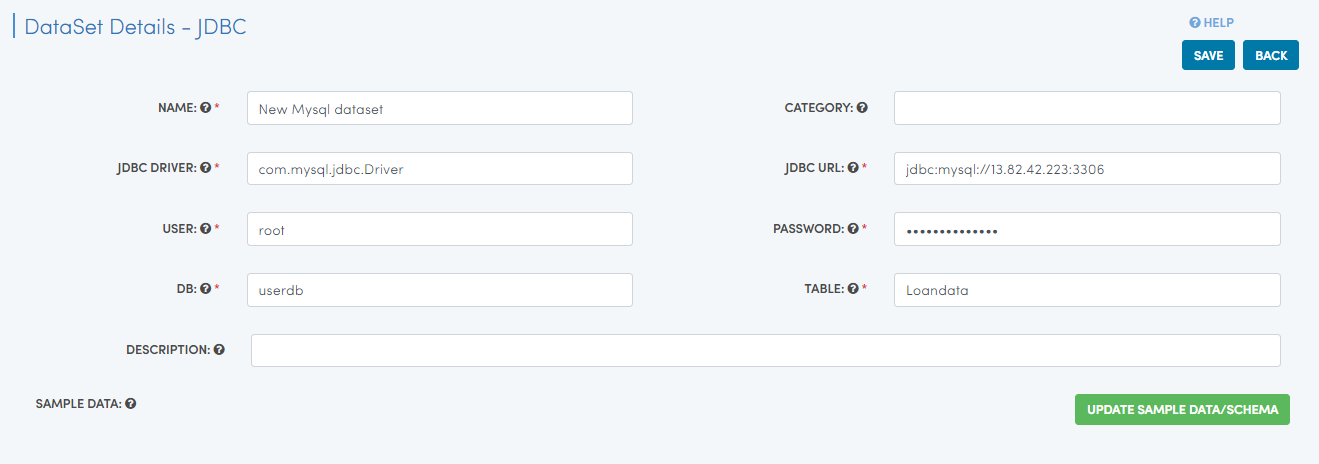 DataSet Details - JDBC
HELP
SAVE BACK
NAME: * New Mysql dataset CATEGORY:
JDBC DRIVER: * com.mysql.jdbc.Driver JDBC URL: * jdbc:mysql://13.82.42.223:3306
USER: * root PASSWORD: * ••••••••••••••
DB: * userdb TABLE: * Loandata
DESCRIPTION:
SAMPLE DATA: UPDATE SAMPLE DATA/SCHEMA